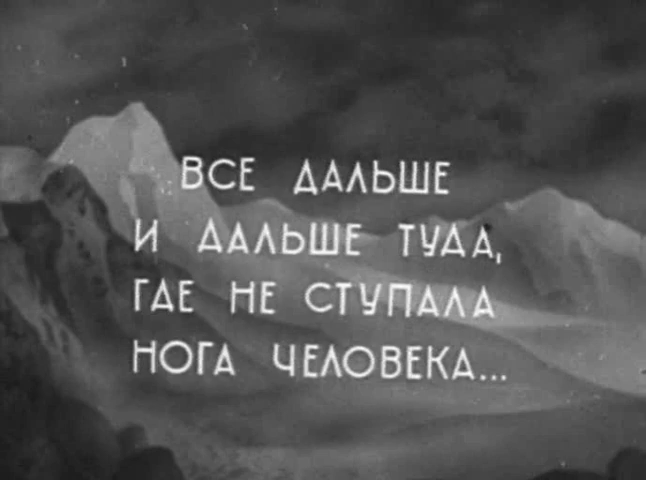 ВСЕ ДАЛЬШЕ
И ДАЛЬШЕ ТУДА,
ГДЕ НЕ СТУПАЛА
НОГА ЧЕЛОВЕКА...